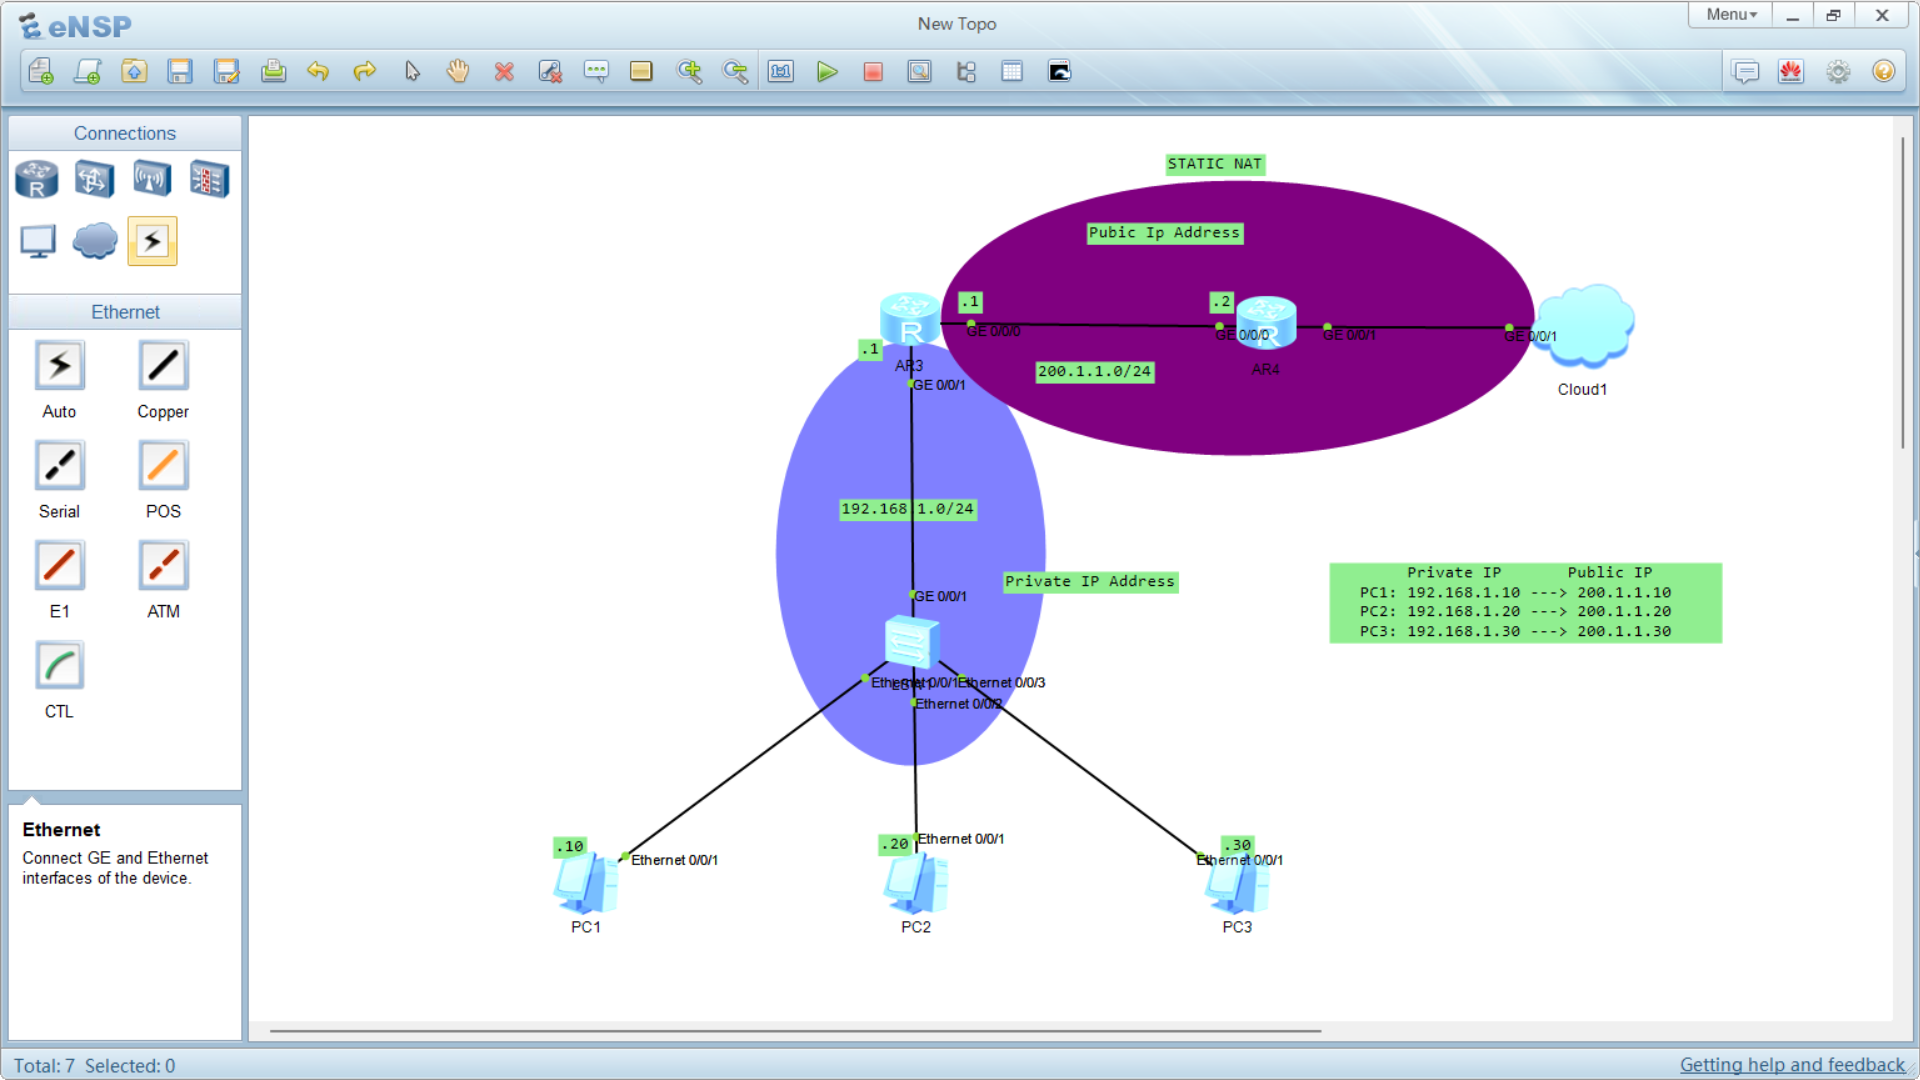 eNSP
New Topo
Menu
Connections
R
Ethernet
Auto
Copper
Serial
POS
E1
ATM
CTL
Ethernet
Connect GE and Ethernet
interfaces of the device.
STATIC NAT
Pubic Ip Address
.1
.2
GE 0/0/0
GE 0/0/0
GE 0/0/1
GE 0/0/1
R
R
.1
AR3
AR4
200.1.1.0/24
Cloud1
GE 0/0/1
192.168.1.0/24
Private IP Address
GE 0/0/1
Private IP Public IP
PC1: 192.168.1.10 ---> 200.1.1.10
PC2: 192.168.1.20 ---> 200.1.1.20
PC3: 192.168.1.30 ---> 200.1.1.30
Ethernet 0/0/1
Ethernet 0/0/3
Ethernet 0/0/2
.10
Ethernet 0/0/1
.20
Ethernet 0/0/1
.30
Ethernet 0/0/1
PC1
PC2
PC3
Total: 7 Selected: 0
Getting help and feedback